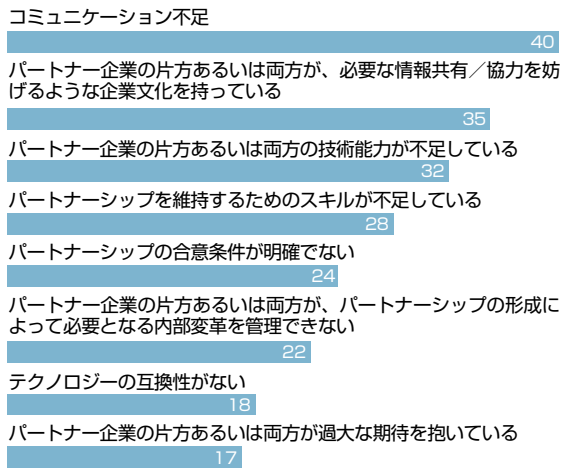 コミュニケーション不足
40
パートナー企業の片方あるいは両方が、必要な情報共有／協力を妨
げるような企業文化を持っている
35
パートナー企業の片方あるいは両方の技術能力が不足している
32
パートナーシップを維持するためのスキルが不足している
28
パートナーシップの合意条件が明確でない
24
パートナー企業の片方あるいは両方が、パートナーシップの形成に
よって必要となる内部変革を管理できない
22
テクノロジーの互換性がない
18
パートナー企業の片方あるいは両方が過大な期待を抱いている
17